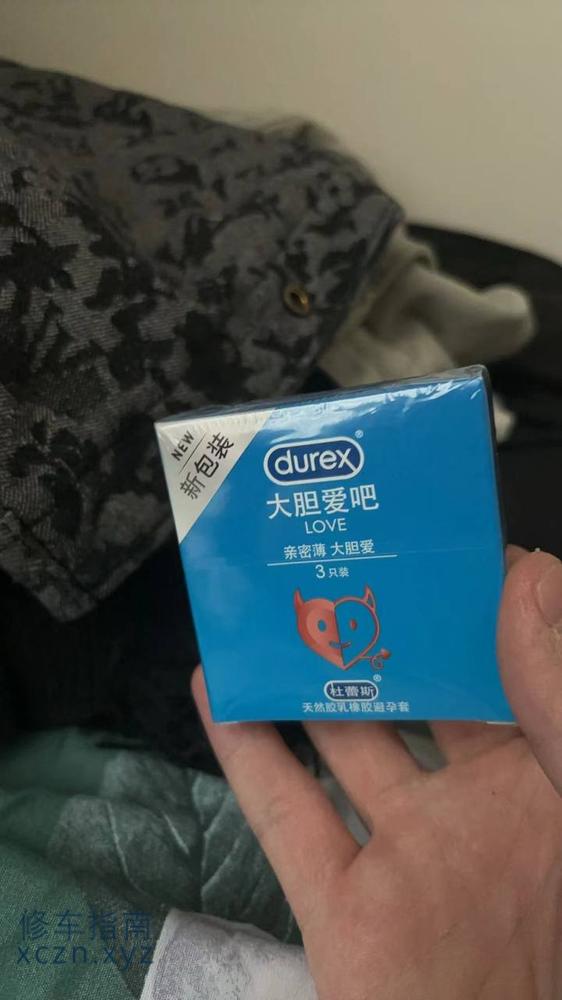 NEW
新包装
durex®
大胆爱吧
LOVE
亲密薄 大胆爱
3只装
杜蕾斯®
天然胶乳橡胶避孕套
修车指南
xczn.xyz